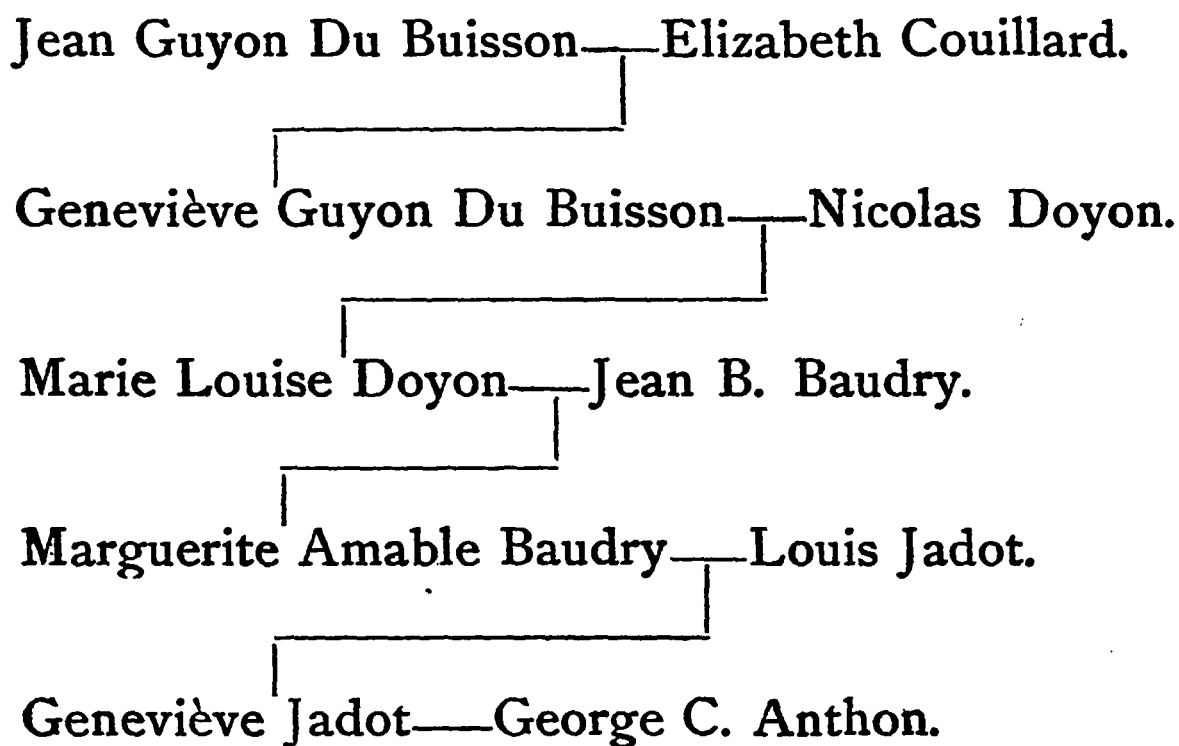 Jean Guyon Du Buisson—Elizabeth Couillard.
Geneviève Guyon Du Buisson—Nicolas Doyon.
Marie Louise Doyon—Jean B. Baudry.
Marguerite Amable Baudry—Louis Jadot.
Geneviève Jadot—George C. Anthon.